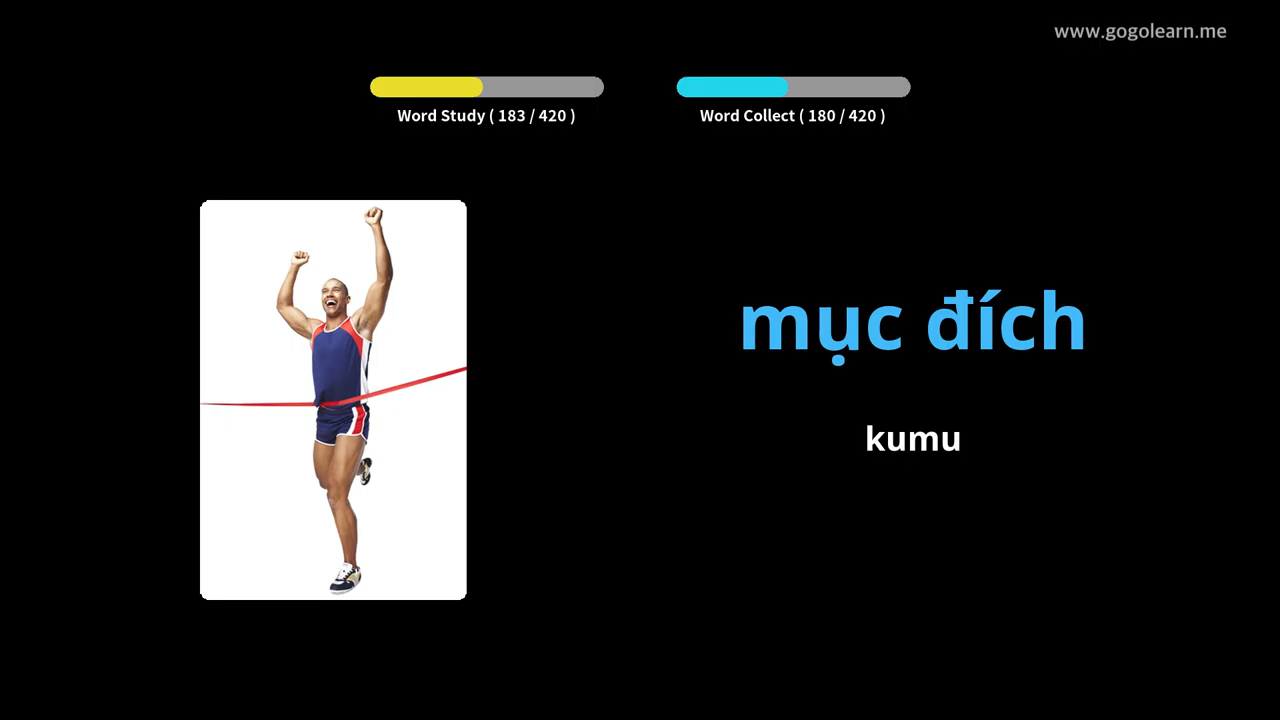 www.gogolearn.me
Word Study ( 183 / 420 )
Word Collect ( 180 / 420 )
mục đích
kumu